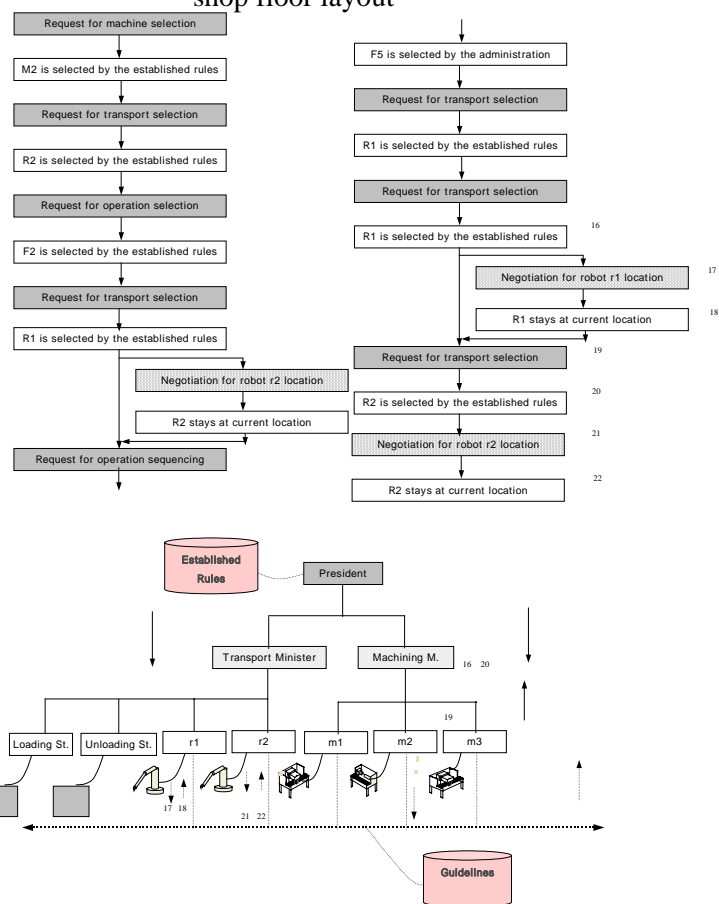 shop floor layout
Request for machine selection
M2 is selected by the established rules
Request for transport selection
R2 is selected by the established rules
Request for operation selection
F2 is selected by the established rules
Request for transport selection
R1 is selected by the established rules
Negotiation for robot r2 location
R2 stays at current location
Request for operation sequencing
F5 is selected by the administration
Request for transport selection
R1 is selected by the established rules
Request for transport selection
R1 is selected by the established rules
16
Negotiation for robot r1 location
17
R1 stays at current location
18
Request for transport selection
19
R2 is selected by the established rules
20
Negotiation for robot r2 location
21
R2 stays at current location
22
Established
Rules
President
Transport Minister
Machining M.
16 20
19
Loading St.
Unloading St.
r1
r2
m1
m2
m3
17 18
21 22
Guidelines